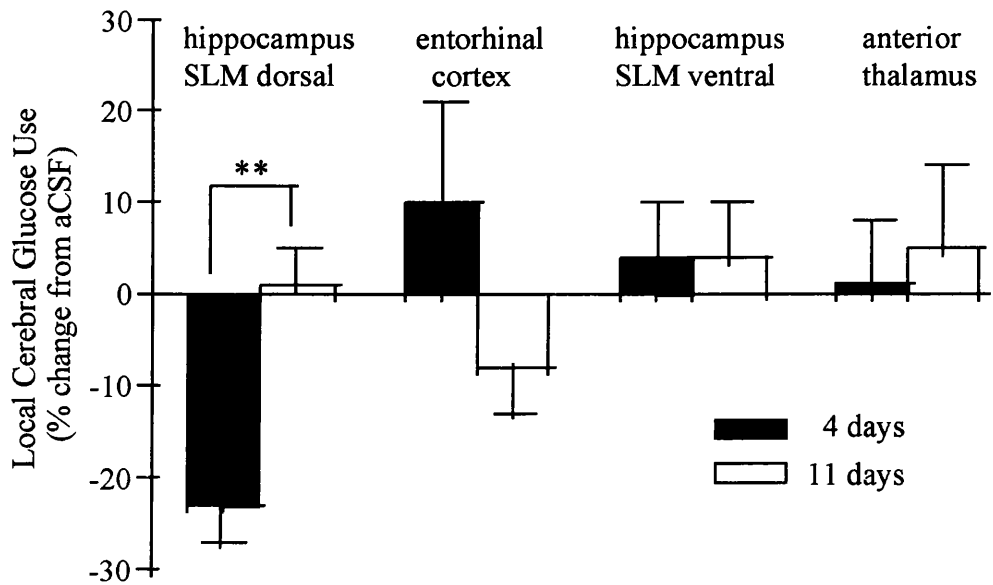 hippocampus
SLM dorsal
entorhinal
cortex
hippocampus
SLM ventral
anterior
thalamus
Local Cerebral Glucose Use
(% change from aCSF)
30
20
10
0
-10
-20
-30
**
4 days
11 days